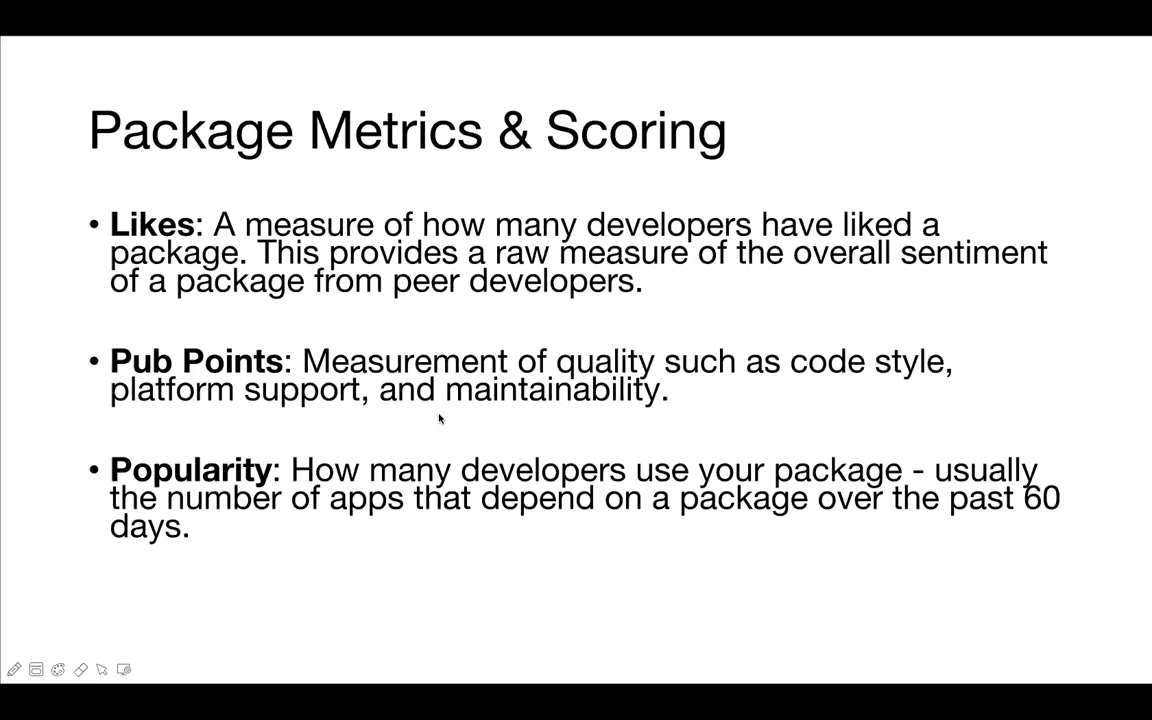 Package Metrics & Scoring
• Likes: A measure of how many developers have liked a
package. This provides a raw measure of the overall sentiment
of a package from peer developers.
• Pub Points: Measurement of quality such as code style,
platform support, and maintainability.
• Popularity: How many developers use your package - usually
the number of apps that depend on a package over the past 60
days.